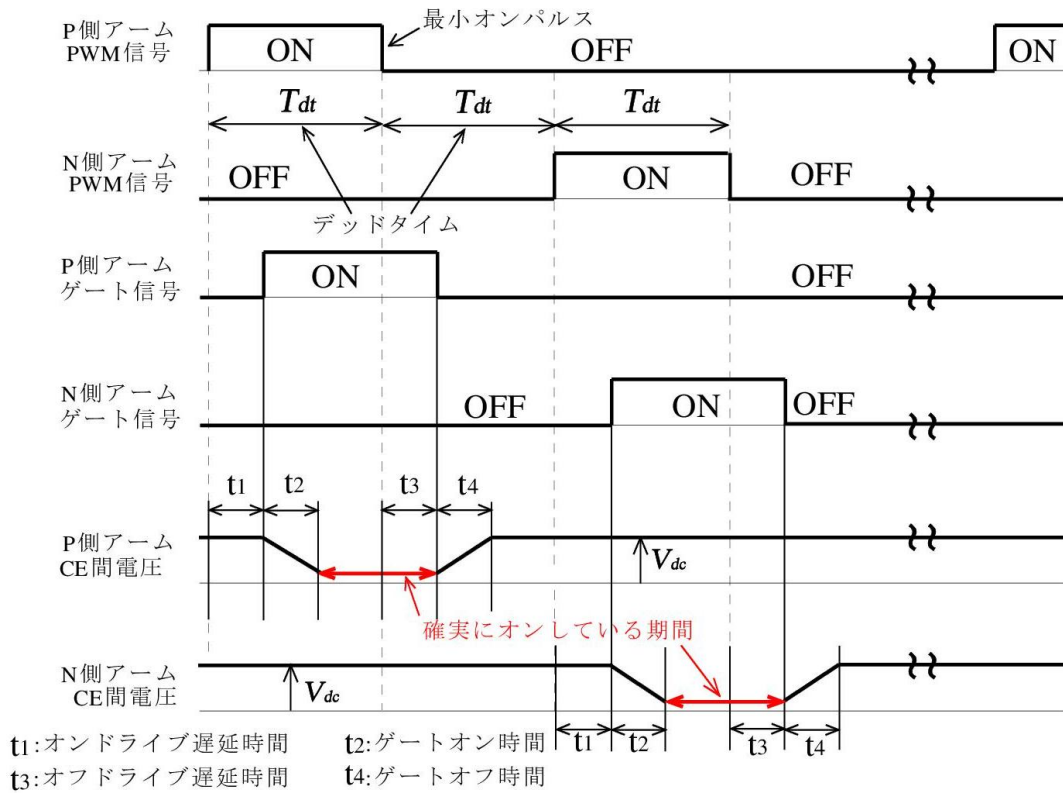 P側アーム
PWM信号
ON
最小オンパルス
OFF
ON
Tdt
Tdt
Tdt
N側アーム
PWM信号
OFF
ON
OFF
デッドタイム
P側アーム
ゲート信号
ON
OFF
N側アーム
ゲート信号
OFF
ON
OFF
t1
t2
t3
t4
P側アーム
CE間電圧
Vdc
確実にオンしている期間
N側アーム
CE間電圧
Vdc
t1
t2
t3
t4
t1:オンドライブ遅延時間
t2:ゲートオン時間
t3:オフドライブ遅延時間
t4:ゲートオフ時間